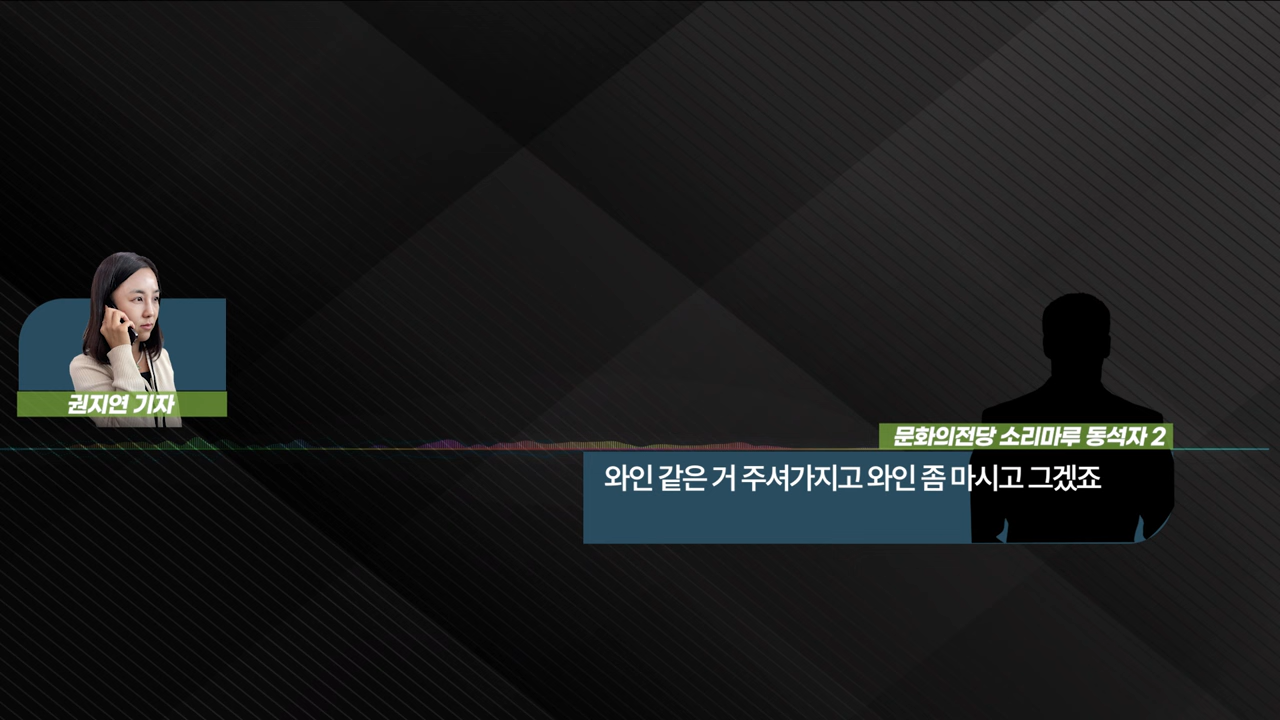 권지연 기자
문화의전당 소리마루 동석자 2
와인 같은 거 주셔가지고 와인 좀 마시고 그겠죠